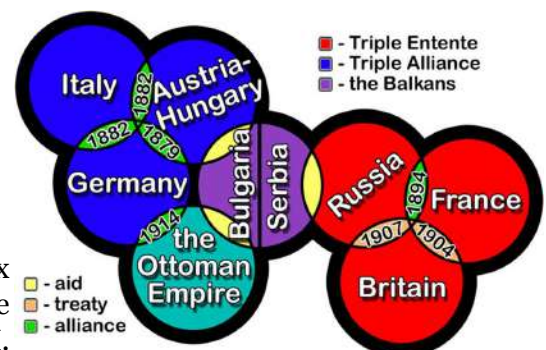 Italy
1882
Austria-
Hungary
1882
1879
Germany
1914
the
Ottoman
Empire
Bulgaria
Serbia
Russia
1894
France
1907
1904
Britain
- Triple Entente
- Triple Alliance
- the Balkans
- aid
- treaty
- alliance
x
e